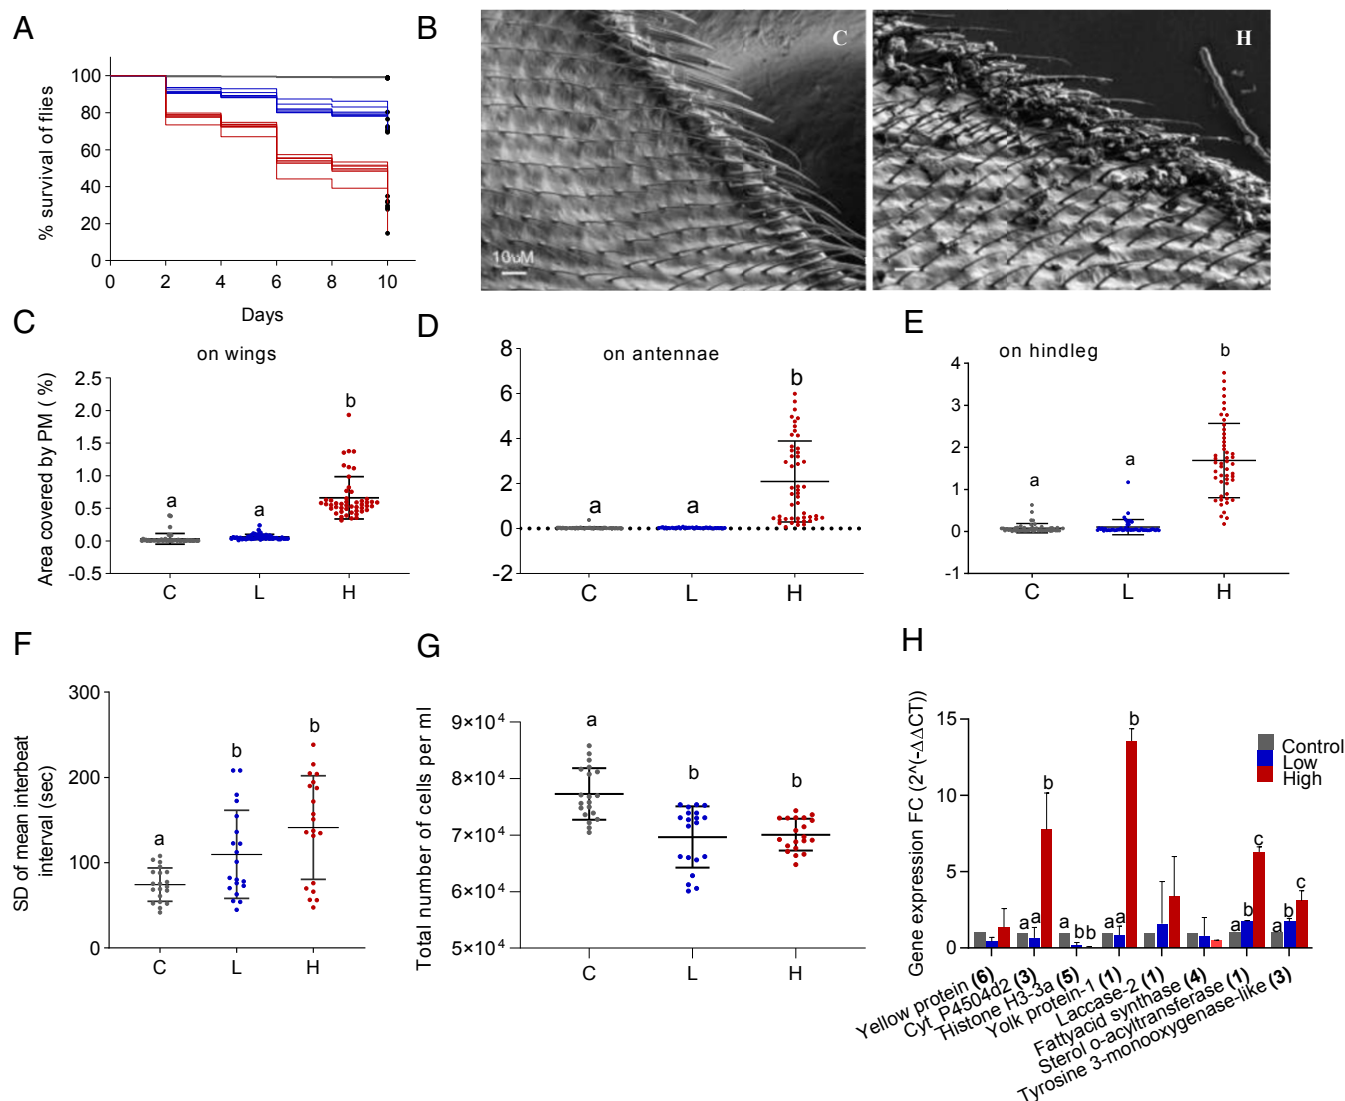 A
B
% survival of flies
100
80
60
40
20
0
0 2 4 6 8 10
Days
C
H
10uM
C
on wings
Area covered by PM (%)
2.5
2.0
1.5
1.0
0.5
0.0
-0.5
a
a
b
C L H
D
on antennae
8
6
4
2
0
-2
a
a
b
C L H
E
on hindleg
4
3
2
1
0
-1
a
a
b
C L H
F
SD of mean interbeat
interval (sec)
300
200
100
0
a
b
b
C L H
G
Total number of cells per ml
9×10⁴
8×10⁴
7×10⁴
6×10⁴
5×10⁴
a
b
b
C L H
H
Gene expression FC (2^(-ΔΔCT))
15
10
5
0
Control
Low
High
a a b
a b b
a a b
a b c
a b c
Yellow protein (6)
Cyt_P4504d2 (3)
Histone H3-3a (5)
Yolk protein-1 (1)
Laccase-2 (1)
Fattyacid synthase (4)
Sterol o-acyltransferase (1)
Tyrosine 3-monooxygenase-like (3)